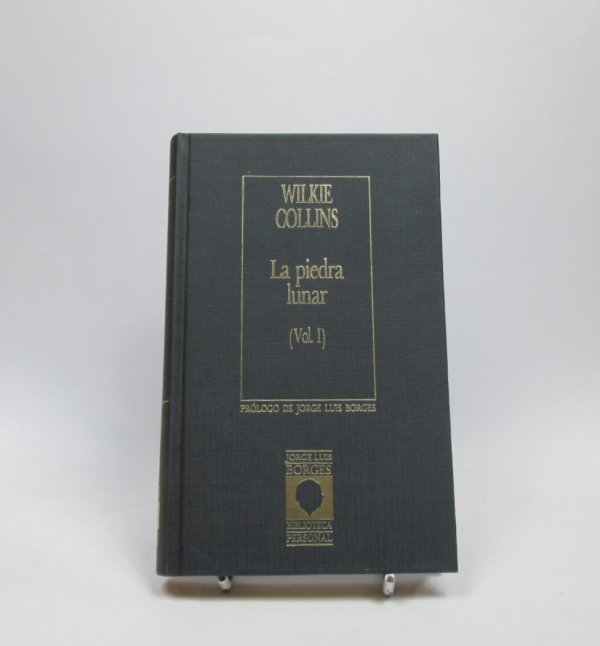 WILKIE
COLLINS
La piedra
lunar
(Vol. I)
PRÓLOGO DE JORGE LUIS BORGES
JORGE LUIS
BORGES
BIBLIOTECA
PERSONAL